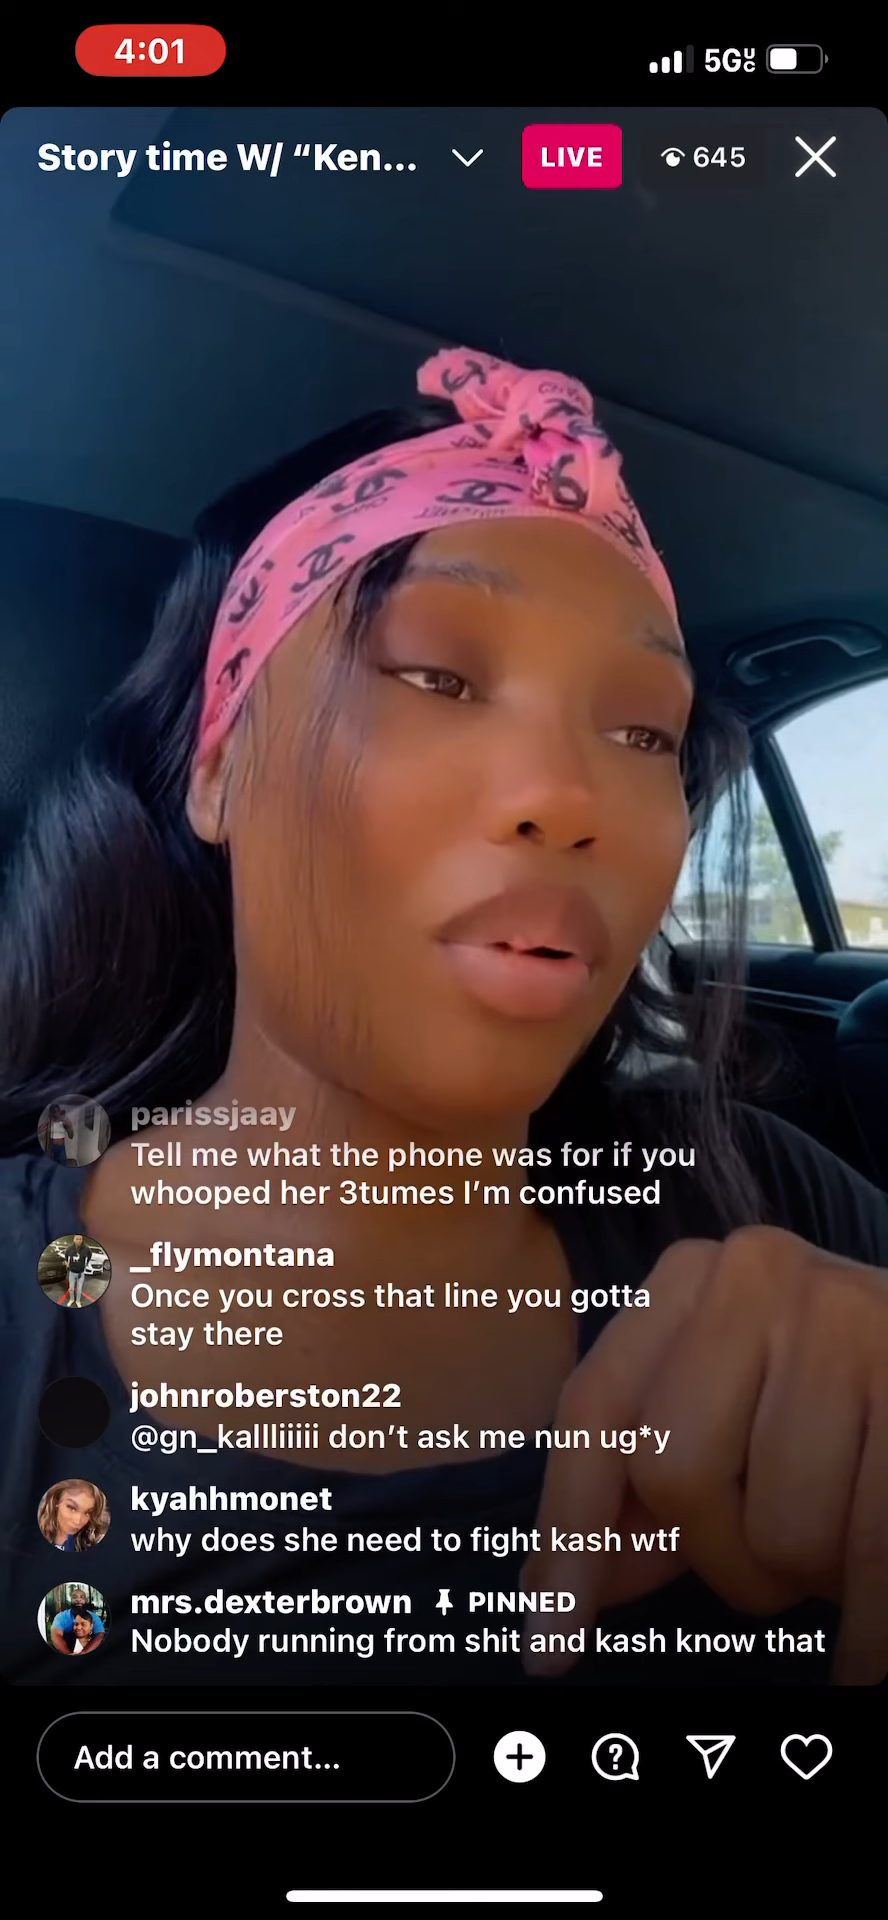 4:01
5GUC
Story time W/ “Ken...
LIVE
645
parissjaay
Tell me what the phone was for if you
whooped her 3tumes I’m confused
_flymontana
Once you cross that line you gotta
stay there
johnroberston22
@gn_kallliiiii don’t ask me nun ug*y
kyahhmonet
why does she need to fight kash wtf
mrs.dexterbrown PINNED
Nobody running from shit and kash know that
Add a comment...